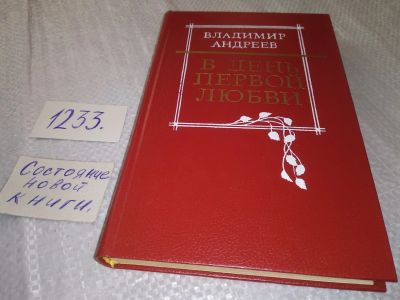 ВЛАДИМИР
АНДРЕЕВ
В ДЕНЬ
ПЕРВОЙ
ЛЮБВИ
1233.
Состояние
новой
книги.